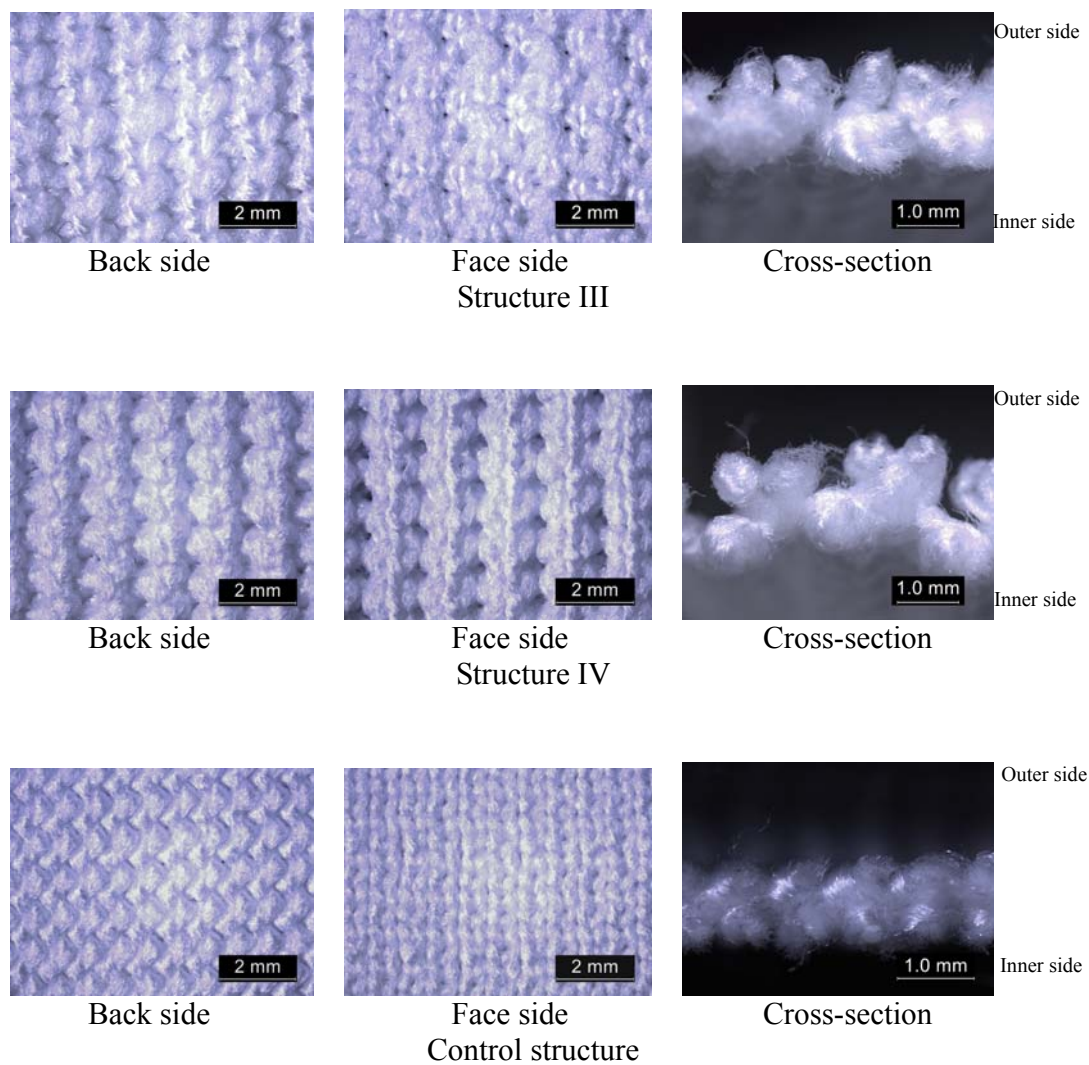 Outer side
2 mm
2 mm
1.0 mm
Inner side
Back side
Face side
Cross-section
Structure III
Outer side
2 mm
2 mm
1.0 mm
Inner side
Back side
Face side
Cross-section
Structure IV
Outer side
2 mm
2 mm
1.0 mm
Inner side
Back side
Face side
Cross-section
Control structure